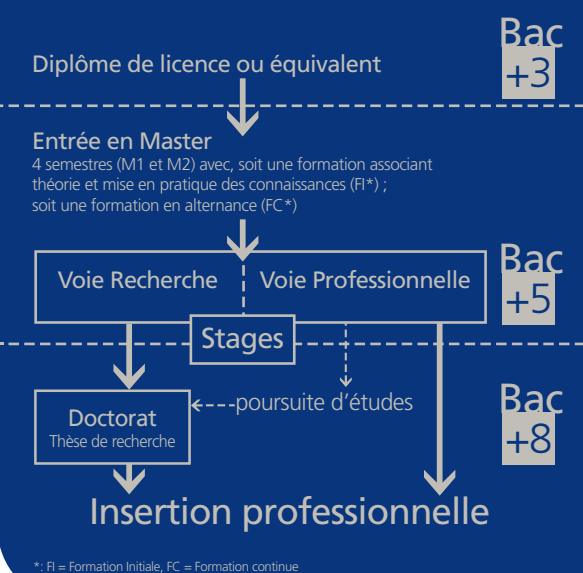 Bac
+3
Diplôme de licence ou équivalent
Entrée en Master
4 semestres (M1 et M2) avec, soit une formation associant
théorie et mise en pratique des connaissances (FI*) ;
soit une formation en alternance (FC*)
Voie Recherche
Voie Professionnelle
Bac
+5
Stages
poursuite d'études
Doctorat
Thèse de recherche
Bac
+8
Insertion professionnelle
*: FI = Formation Initiale, FC = Formation continue